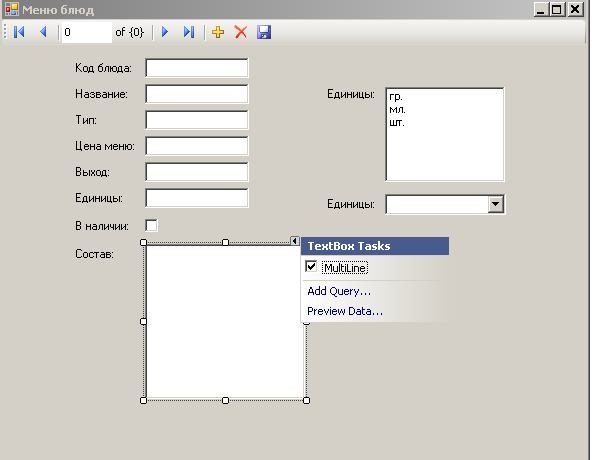 Меню блюд
0 of {0}
Код блюда:
Название:
Тип:
Цена меню:
Выход:
Единицы:
В наличии:
Состав:
Единицы:
гр.
мл.
шт.
Единицы:
TextBox Tasks
MultiLine
Add Query...
Preview Data...